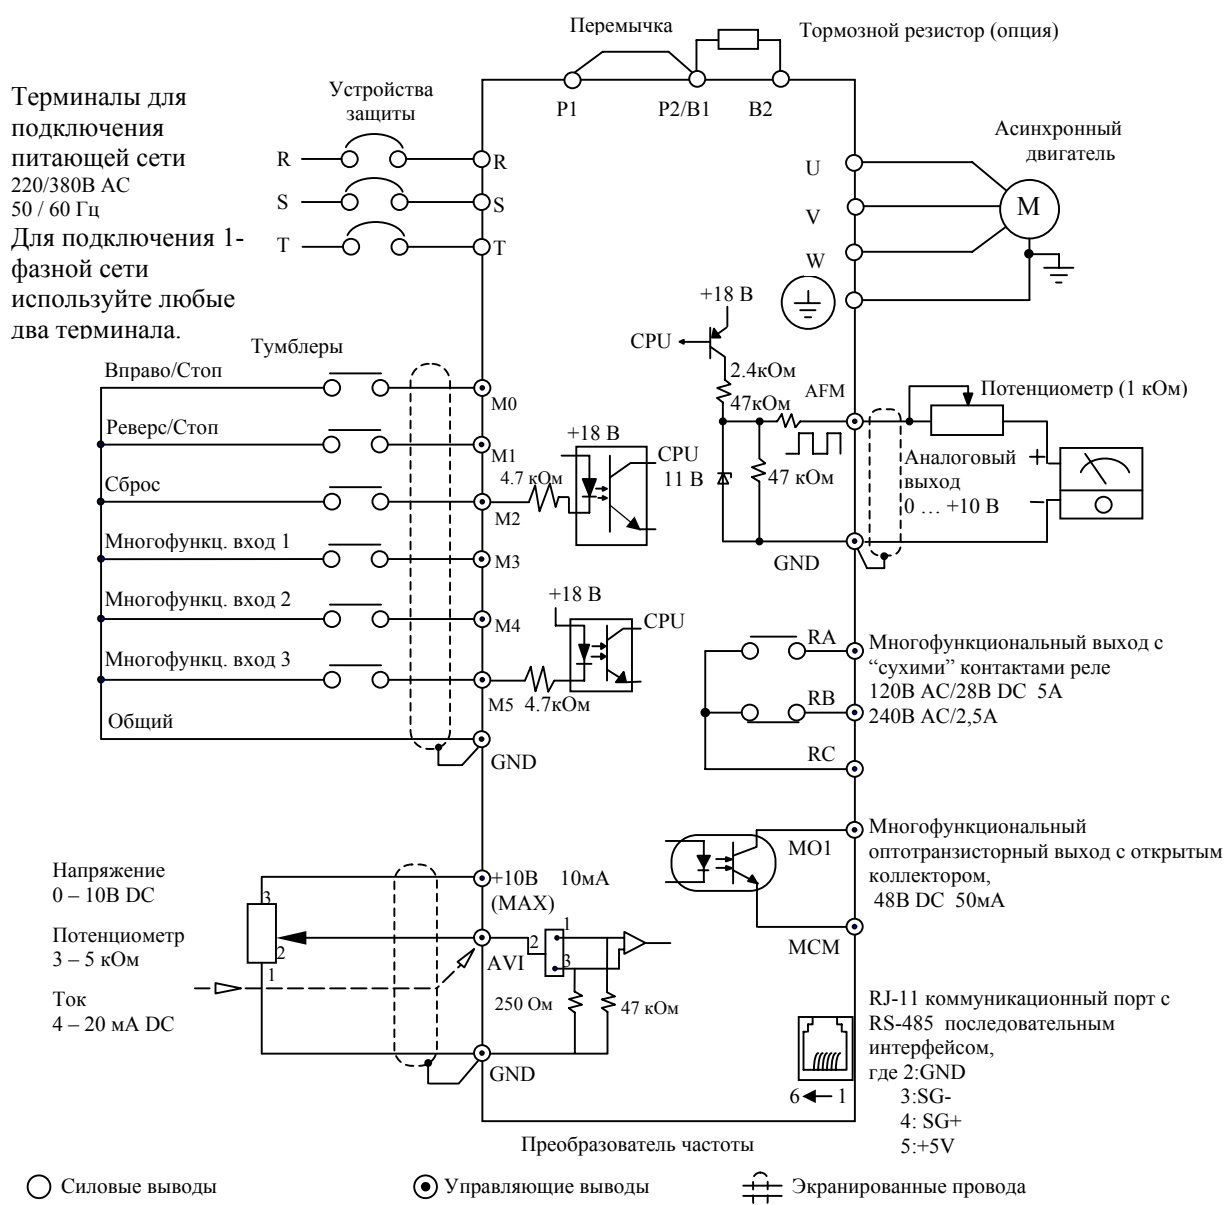 Перемычка
Тормозной резистор (опция)
P1
P2/B1
B2
Терминалы для
подключения
питающей сети
220/380В AC
50 / 60 Гц
Для подключения 1-
фазной сети
используйте любые
два терминала.
Устройства
защиты
R
R
S
S
T
T
Асинхронный
двигатель
U
V
W
M
+18 В
CPU
2.4кОм
47кОм
AFM
Потенциометр (1 кОм)
11 В
47 кОм
Аналоговый
выход
0 … +10 В
+
–
GND
Тумблеры
Вправо/Стоп
M0
Реверс/Стоп
M1
Сброс
M2
Многофункц. вход 1
M3
Многофункц. вход 2
M4
Многофункц. вход 3
M5
Общий
GND
+18 В
4.7 кОм
CPU
+18 В
4.7кОм
CPU
RA
RB
RC
Многофункциональный выход с
“сухими” контактами реле
120В AC/28В DC 5А
240В AC/2,5А
MO1
MCM
Многофункциональный
оптотранзисторный выход с открытым
коллектором,
48В DC 50мА
Напряжение
0 – 10В DC
Потенциометр
3 – 5 кОм
Ток
4 – 20 мА DC
3
2
1
+10В 10мА
(MAX)
AVI
2
1
3
250 Ом
47 кОм
GND
6
1
RJ-11 коммуникационный порт с
RS-485 последовательным
интерфейсом,
где 2:GND
3:SG-
4: SG+
5:+5V
Преобразователь частоты
Силовые выводы
Управляющие выводы
Экранированные провода